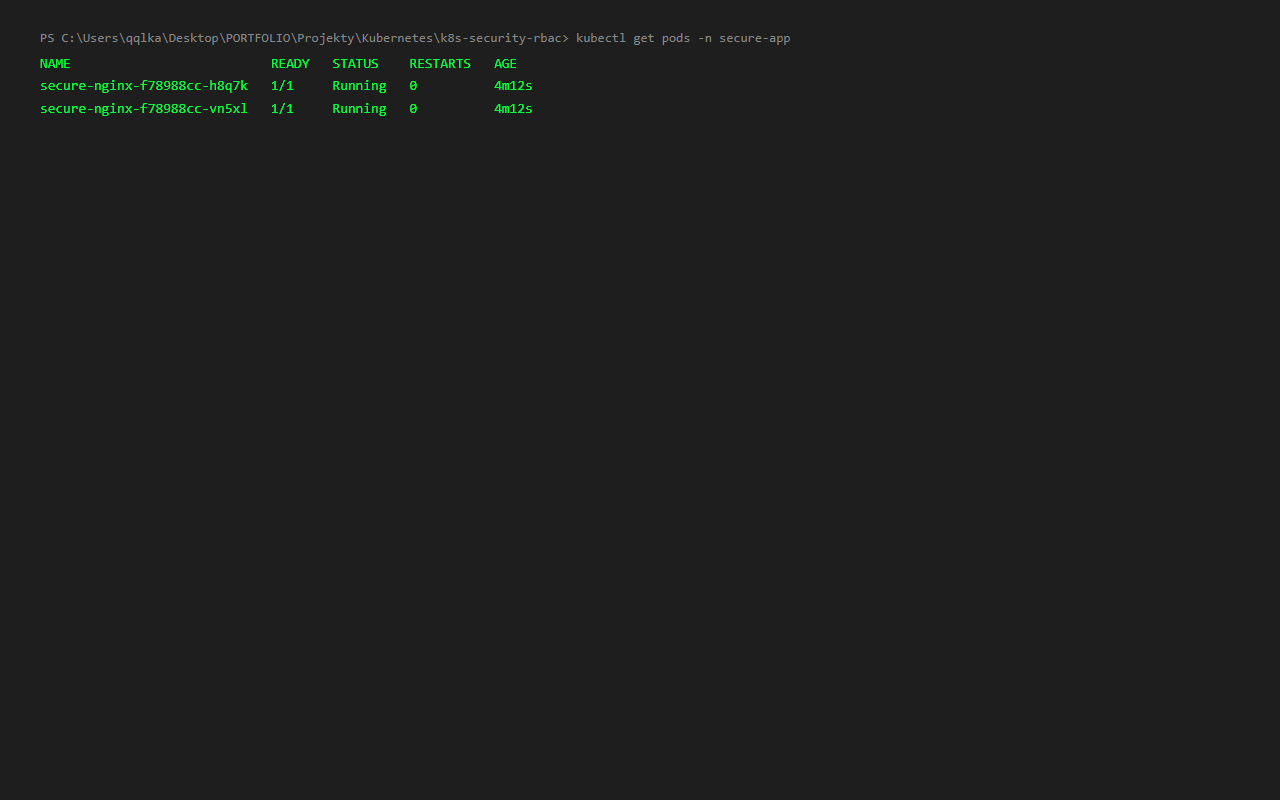 PS C:\Users\qqlka\Desktop\PORTFOLIO\Projekty\Kubernetes\k8s-security-rbac> kubectl get pods -n secure-app
NAME                          READY   STATUS    RESTARTS   AGE
secure-nginx-f78988cc-h8q7k   1/1     Running   0          4m12s
secure-nginx-f78988cc-vn5xl   1/1     Running   0          4m12s